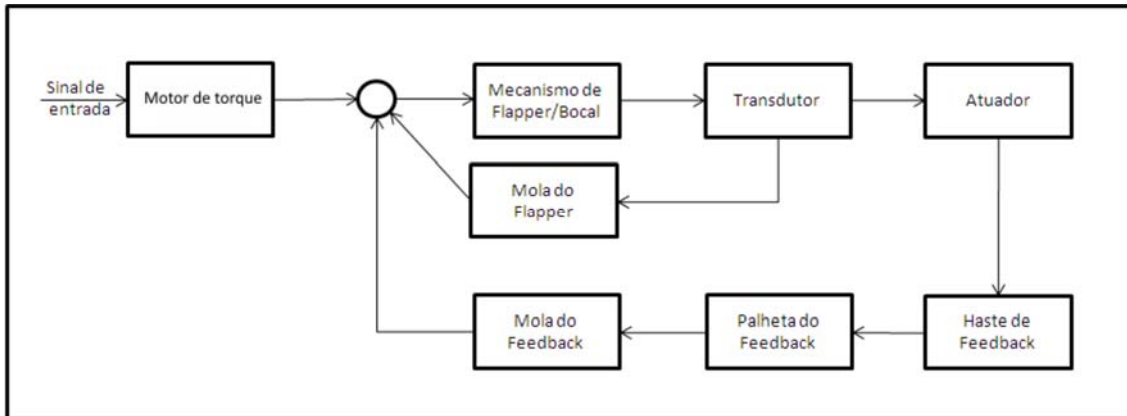 Sinal de
entrada
Motor de torque
Mecanismo de
Flapper/Bocal
Transdutor
Atuador
Mola do
Flapper
Mola do
Feedback
Palheta do
Feedback
Haste de
Feedback